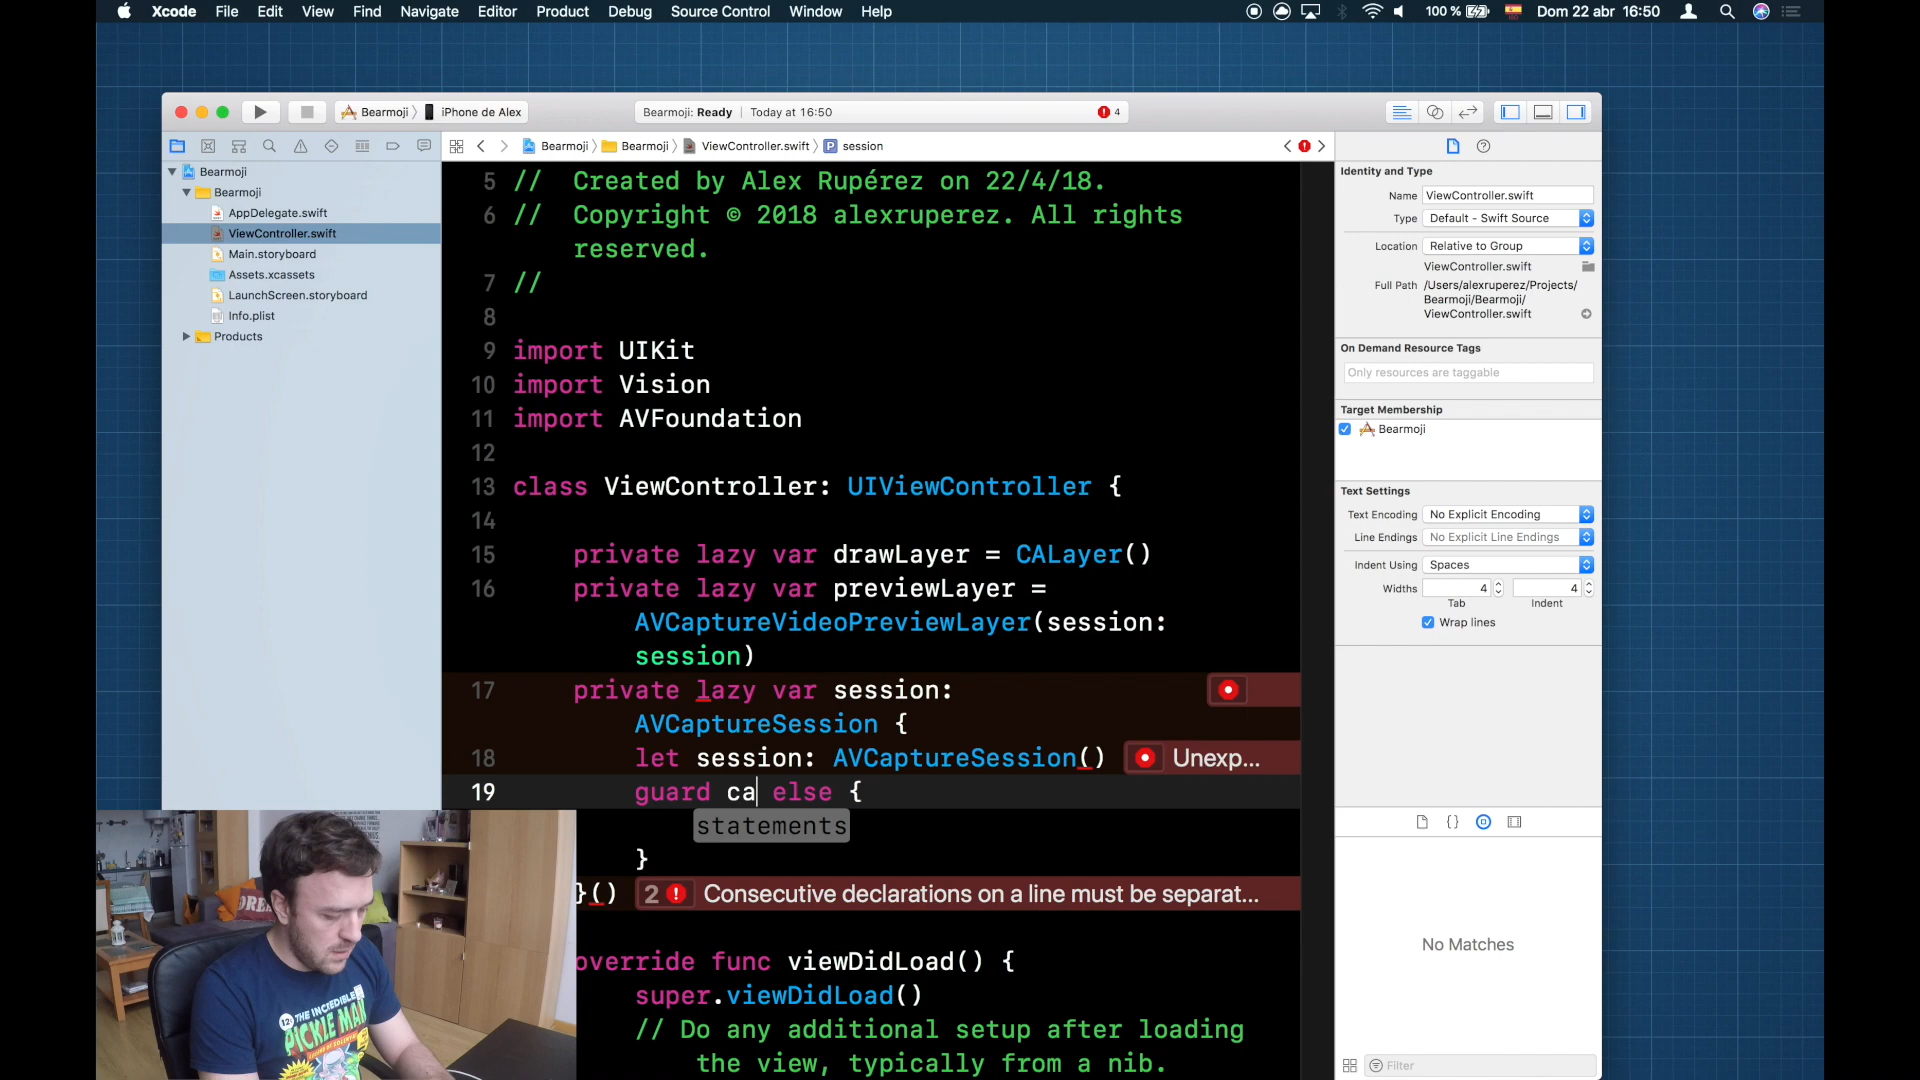 Xcode File Edit View Find Navigate Editor Product Debug Source Control Window Help
100 % Dom 22 abr 16:50
Bearmoji iPhone de Alex
Bearmoji: Ready Today at 16:50
4
Bearmoji Bearmoji ViewController.swift session
Bearmoji
Bearmoji
AppDelegate.swift
ViewController.swift
Main.storyboard
Assets.xcassets
LaunchScreen.storyboard
Info.plist
Products
5 // Created by Alex Rupérez on 22/4/18.
6 // Copyright © 2018 alexruperez. All rights
reserved.
7 //
8
9 import UIKit
10 import Vision
11 import AVFoundation
12
13 class ViewController: UIViewController {
14
15 private lazy var drawLayer = CALayer()
16 private lazy var previewLayer =
AVCaptureVideoPreviewLayer(session:
session)
17 private lazy var session:
AVCaptureSession {
18 let session: AVCaptureSession() Unexp...
19 guard ca else {
statements
}
}() 2 Consecutive declarations on a line must be separat...
override func viewDidLoad() {
super.viewDidLoad()
// Do any additional setup after loading
the view, typically from a nib.
Identity and Type
Name ViewController.swift
Type Default - Swift Source
Location Relative to Group
ViewController.swift
Full Path /Users/alexruperez/Projects/
Bearmoji/Bearmoji/
ViewController.swift
On Demand Resource Tags
Only resources are taggable
Target Membership
Bearmoji
Text Settings
Text Encoding No Explicit Encoding
Line Endings No Explicit Line Endings
Indent Using Spaces
Widths 4 4
Tab Indent
Wrap lines
No Matches
Filter
THE INCREDIBLE
PICKLE MAN